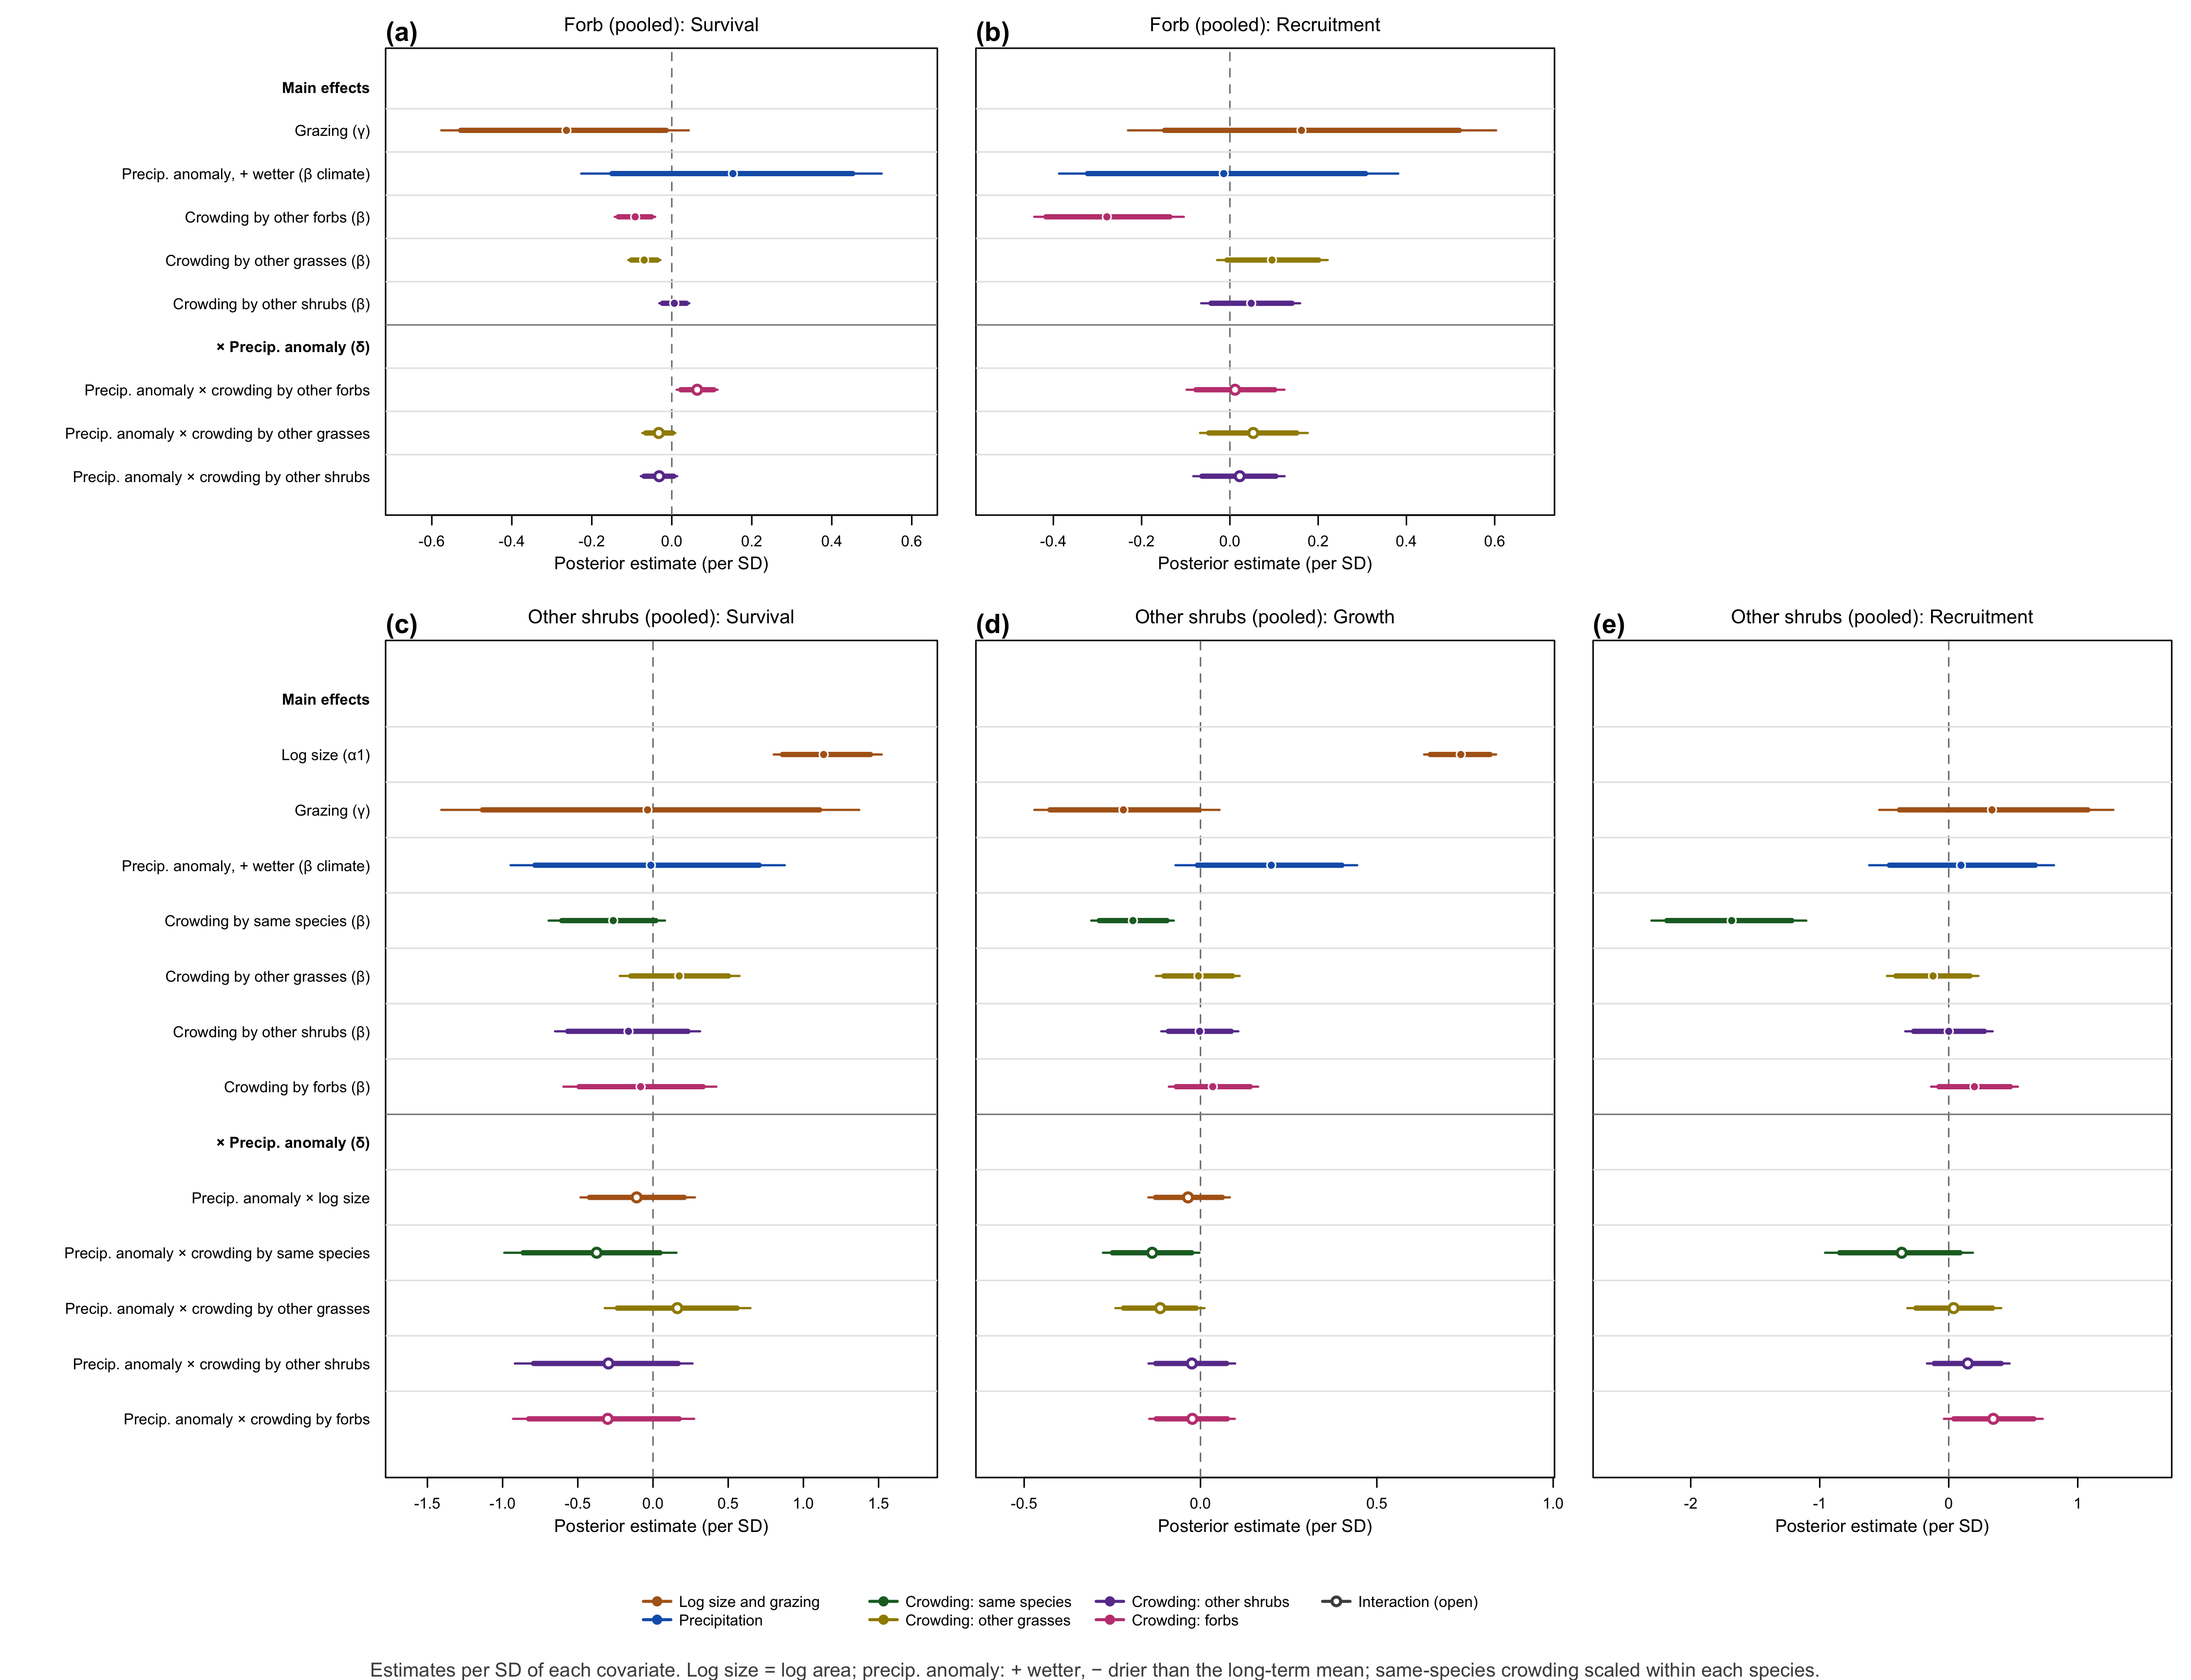 (a) Forb (pooled): Survival
(b) Forb (pooled): Recruitment
Main effects
Grazing (γ)
Precip. anomaly, + wetter (β climate)
Crowding by other forbs (β)
Crowding by other grasses (β)
Crowding by other shrubs (β)
× Precip. anomaly (δ)
Precip. anomaly × crowding by other forbs
Precip. anomaly × crowding by other grasses
Precip. anomaly × crowding by other shrubs
-0.6 -0.4 -0.2 0.0 0.2 0.4 0.6
Posterior estimate (per SD)
-0.4 -0.2 0.0 0.2 0.4 0.6
Posterior estimate (per SD)
(c) Other shrubs (pooled): Survival
(d) Other shrubs (pooled): Growth
(e) Other shrubs (pooled): Recruitment
Main effects
Log size (α1)
Grazing (γ)
Precip. anomaly, + wetter (β climate)
Crowding by same species (β)
Crowding by other grasses (β)
Crowding by other shrubs (β)
Crowding by forbs (β)
× Precip. anomaly (δ)
Precip. anomaly × log size
Precip. anomaly × crowding by same species
Precip. anomaly × crowding by other grasses
Precip. anomaly × crowding by other shrubs
Precip. anomaly × crowding by forbs
-1.5 -1.0 -0.5 0.0 0.5 1.0 1.5
Posterior estimate (per SD)
-0.5 0.0 0.5 1.0
Posterior estimate (per SD)
-2 -1 0 1
Posterior estimate (per SD)
Log size and grazing
Precipitation
Crowding: same species
Crowding: other grasses
Crowding: other shrubs
Crowding: forbs
Interaction (open)
Estimates per SD of each covariate. Log size = log area; precip. anomaly: + wetter, − drier than the long-term mean; same-species crowding scaled within each species.